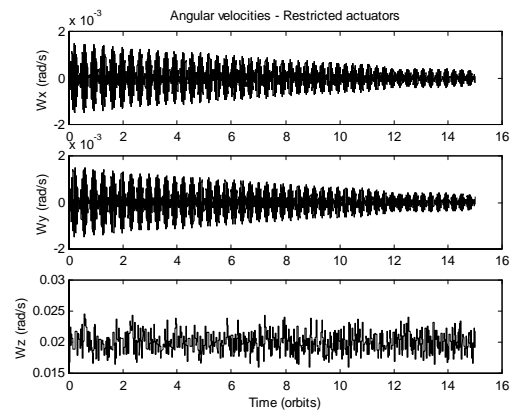 Angular velocities - Restricted actuators
x 10^-3
2
0
-2
Wx (rad/s)
0 2 4 6 8 10 12 14 16
x 10^-3
2
0
-2
Wy (rad/s)
0 2 4 6 8 10 12 14 16
0.03
0.025
0.02
0.015
Wz (rad/s)
0 2 4 6 8 10 12 14 16
Time (orbits)